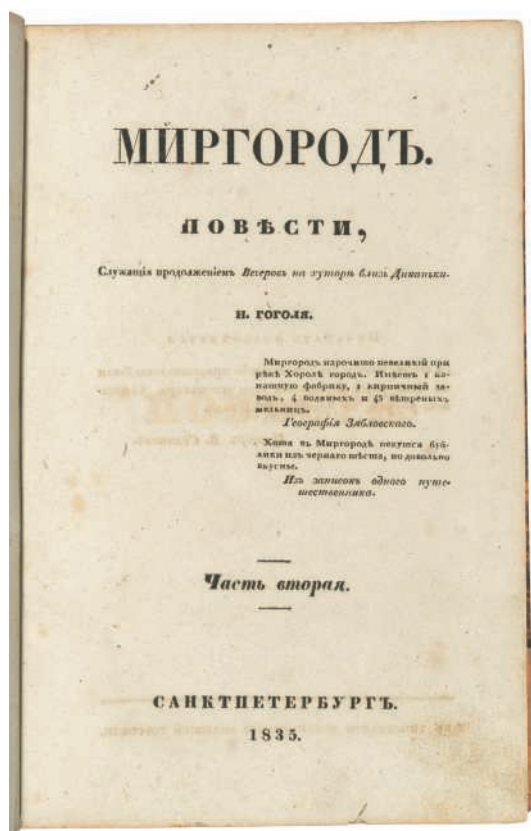 МИРГОРОДЪ.
ПОВѢСТИ,
Служащія продолженіемъ Вечеровъ на хуторѣ близь Диканьки.
Н. ГОГОЛЯ.
Миргородъ нарочито невеликій при
рѣкѣ Хоролѣ городъ. Имѣетъ 1 ка-
натную фабрику, 1 кирпичный за-
водъ, 4 водяныхъ и 45 вѣтреныхъ
мельницъ.
Географія Зябловскаго.
Хотя въ Миргородѣ пекутся буб-
лики изъ чернаго тѣста, но довольно
вкусны.
Изъ записокъ одного путе-
шественника.
Часть вторая.
САНКТПЕТЕРБУРГЪ.
1835.